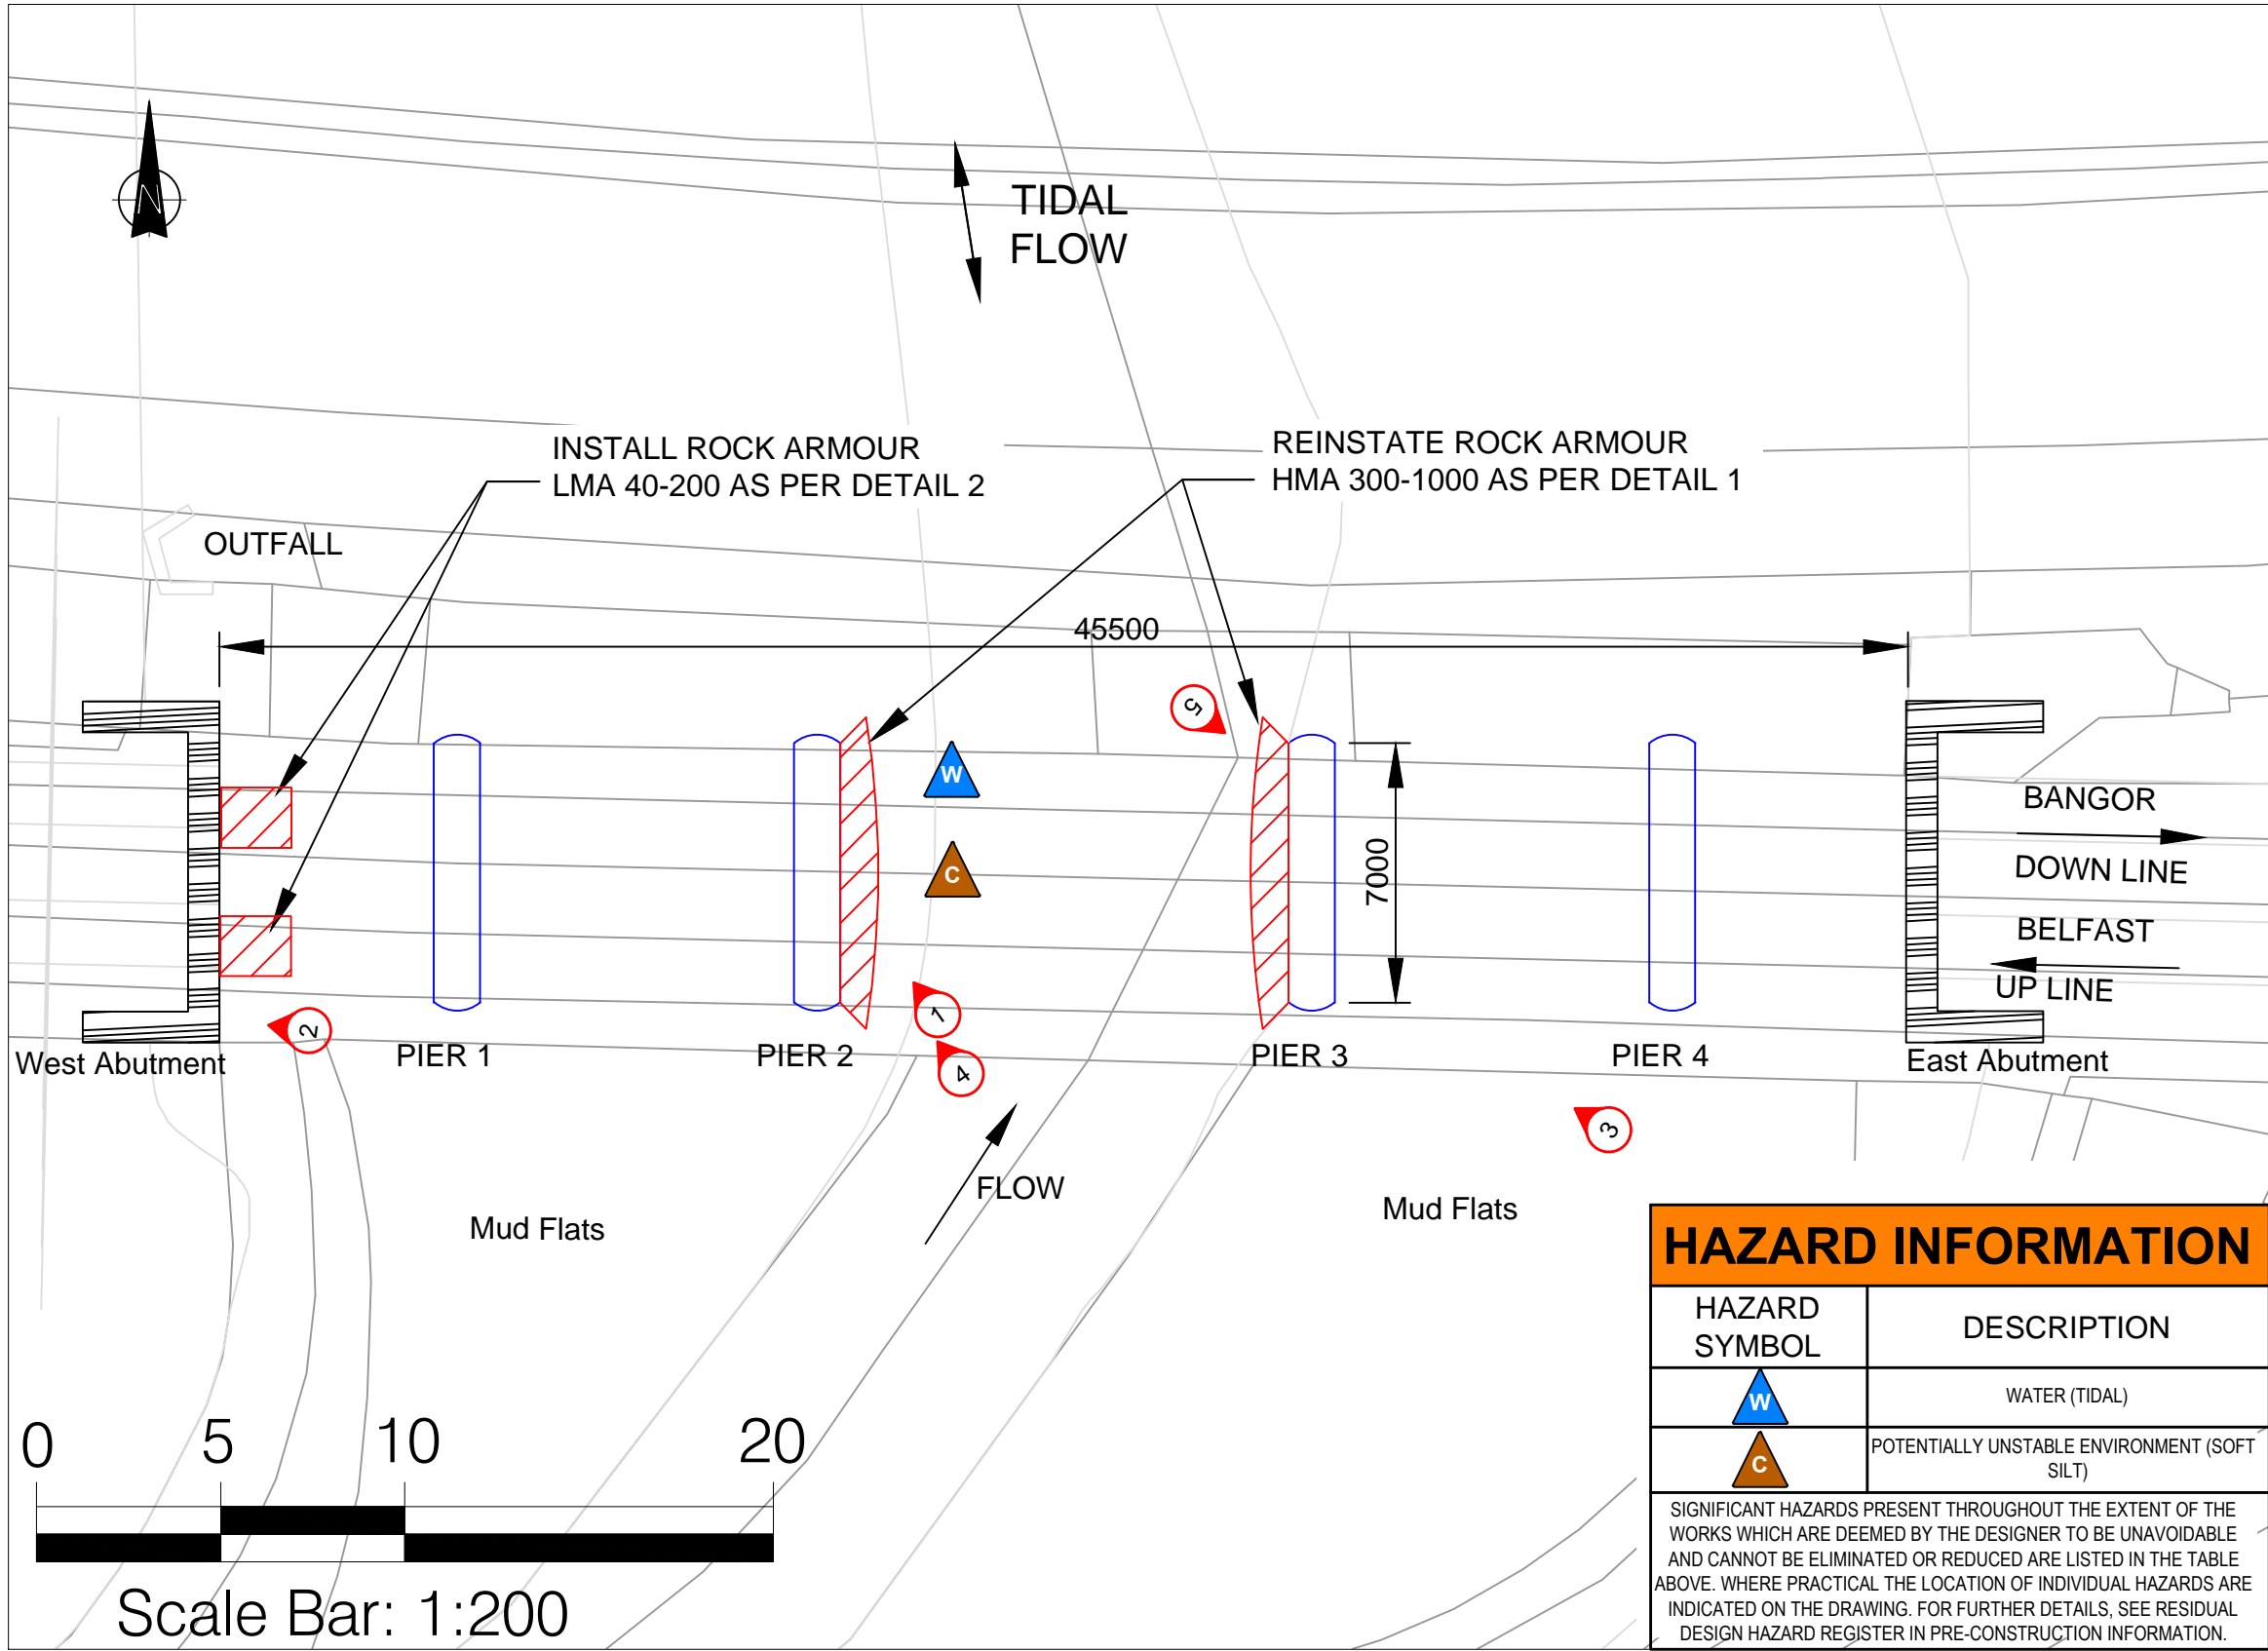 N
TIDAL
FLOW
INSTALL ROCK ARMOUR
LMA 40-200 AS PER DETAIL 2
REINSTATE ROCK ARMOUR
HMA 300-1000 AS PER DETAIL 1
OUTFALL
45500
5
W
C
7000
BANGOR
DOWN LINE
BELFAST
UP LINE
1
2
4
3
West Abutment
PIER 1
PIER 2
PIER 3
PIER 4
East Abutment
FLOW
Mud Flats
Mud Flats
0 5 10 20
Scale Bar: 1:200
HAZARD INFORMATION
HAZARD
SYMBOL
DESCRIPTION
W
WATER (TIDAL)
C
POTENTIALLY UNSTABLE ENVIRONMENT (SOFT
SILT)
SIGNIFICANT HAZARDS PRESENT THROUGHOUT THE EXTENT OF THE
WORKS WHICH ARE DEEMED BY THE DESIGNER TO BE UNAVOIDABLE
AND CANNOT BE ELIMINATED OR REDUCED ARE LISTED IN THE TABLE
ABOVE. WHERE PRACTICAL THE LOCATION OF INDIVIDUAL HAZARDS ARE
INDICATED ON THE DRAWING. FOR FURTHER DETAILS, SEE RESIDUAL
DESIGN HAZARD REGISTER IN PRE-CONSTRUCTION INFORMATION.